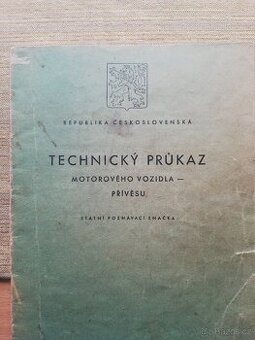 REPUBLIKA ČESKOSLOVENSKÁ
TECHNICKÝ PRŮKAZ
MOTOROVÉHO VOZIDLA —
PŘÍVĚSU
STÁTNÍ POZNÁVACÍ ZNAČKA